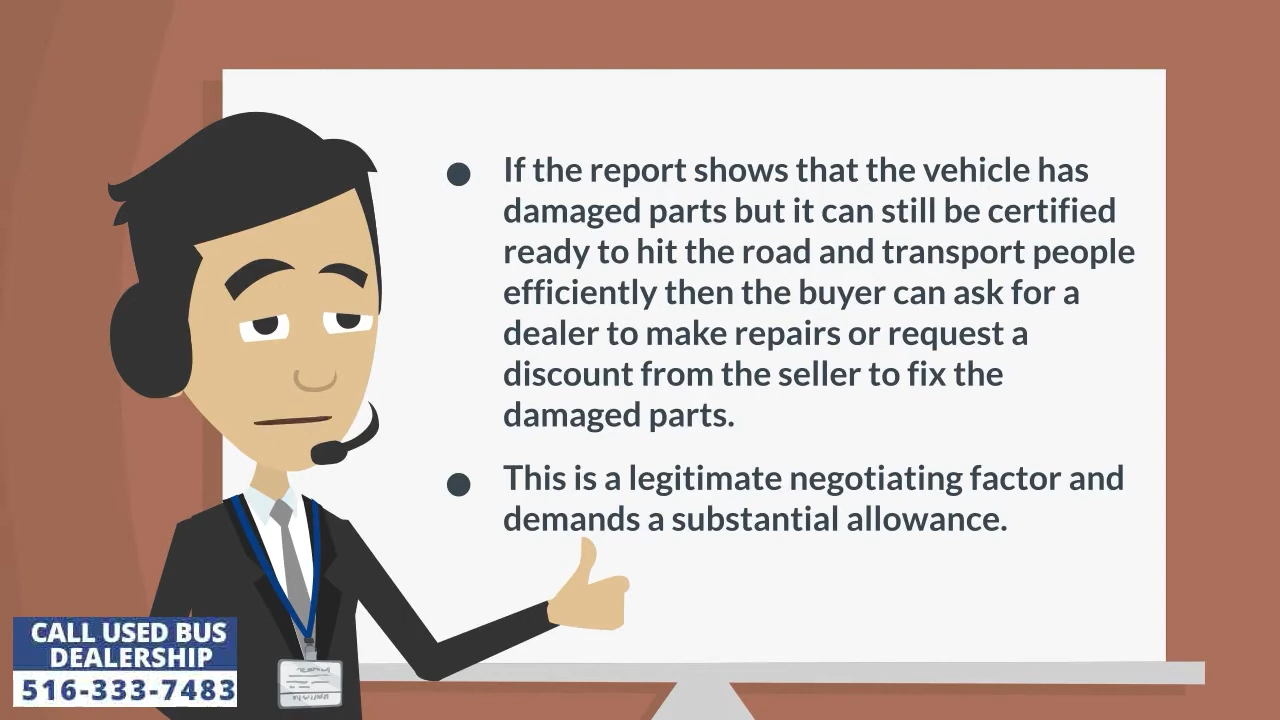 ● If the report shows that the vehicle has
damaged parts but it can still be certified
ready to hit the road and transport people
efficiently then the buyer can ask for a
dealer to make repairs or request a
discount from the seller to fix the
damaged parts.
● This is a legitimate negotiating factor and
demands a substantial allowance.
CALL USED BUS
DEALERSHIP
516-333-7483